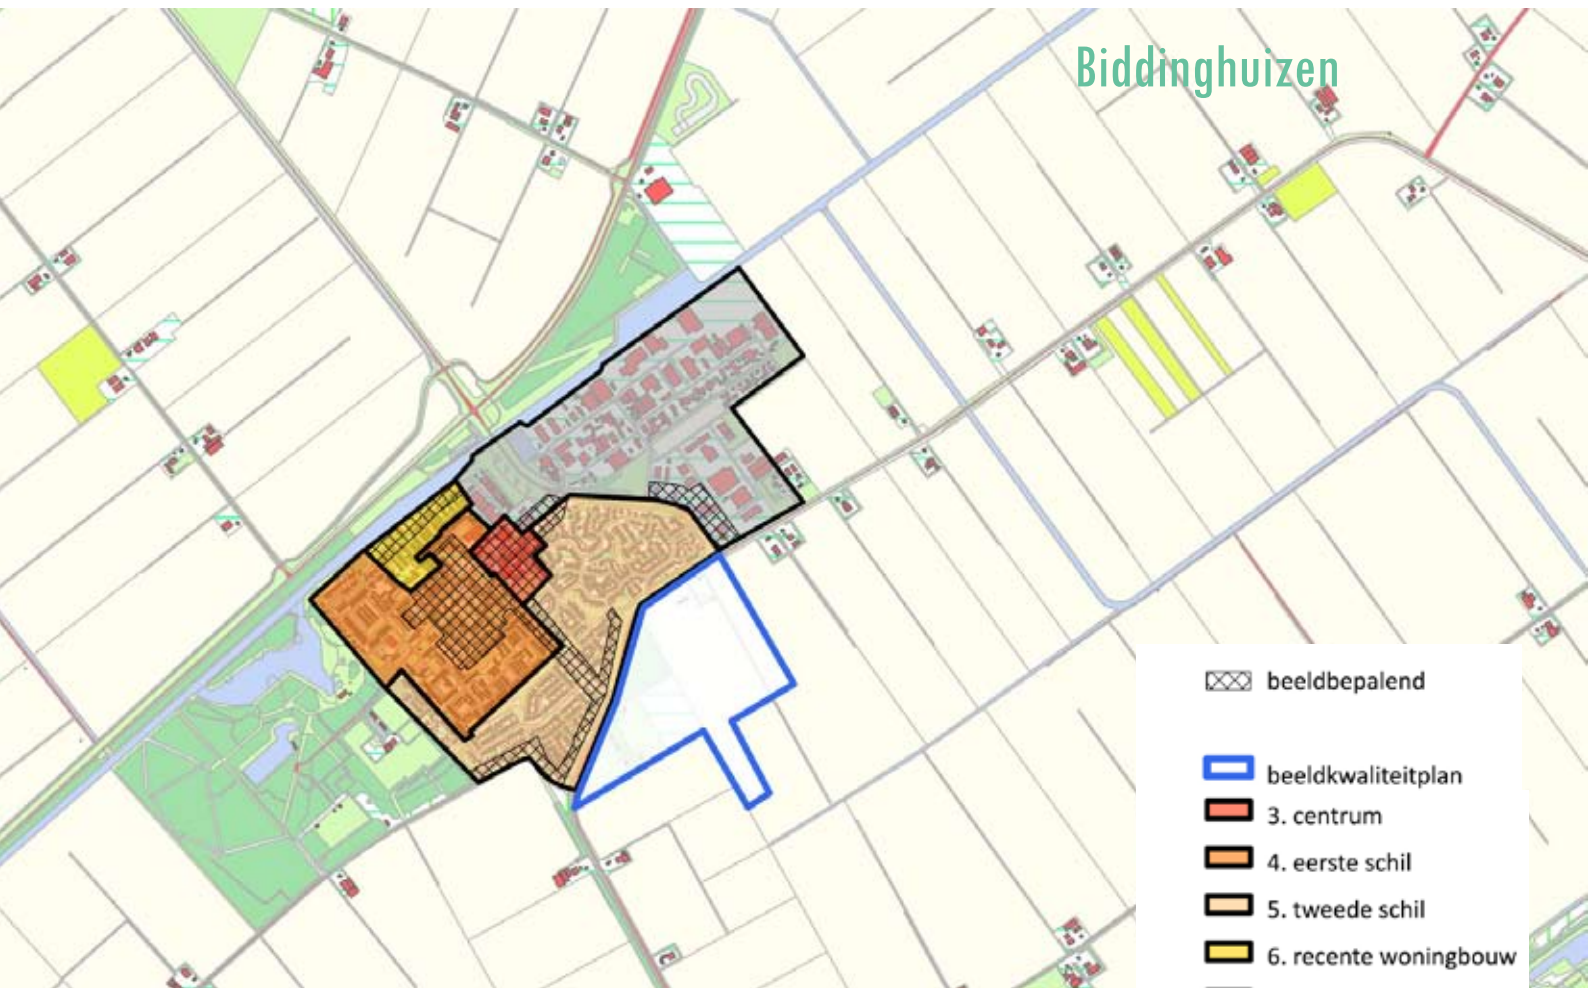 Biddinghuizen
beeldbepalend
beeldkwaliteitplan
3. centrum
4. eerste schil
5. tweede schil
6. recente woningbouw